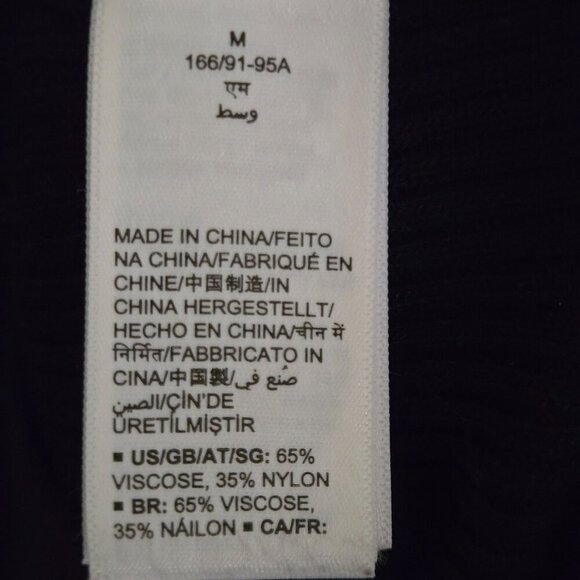 M
166/91-95A
एम
وسط
MADE IN CHINA/FEITO
NA CHINA/FABRIQUÉ EN
CHINE/中国制造/IN
CHINA HERGESTELLT/
HECHO EN CHINA/चीन में
निर्मित/FABBRICATO IN
CINA/中国製/صُنع في
الصين/ÇİN'DE
ÜRETİLMİŞTİR
▪ US/GB/AT/SG: 65%
VISCOSE, 35% NYLON
▪ BR: 65% VISCOSE,
35% NÁILON ▪ CA/FR: